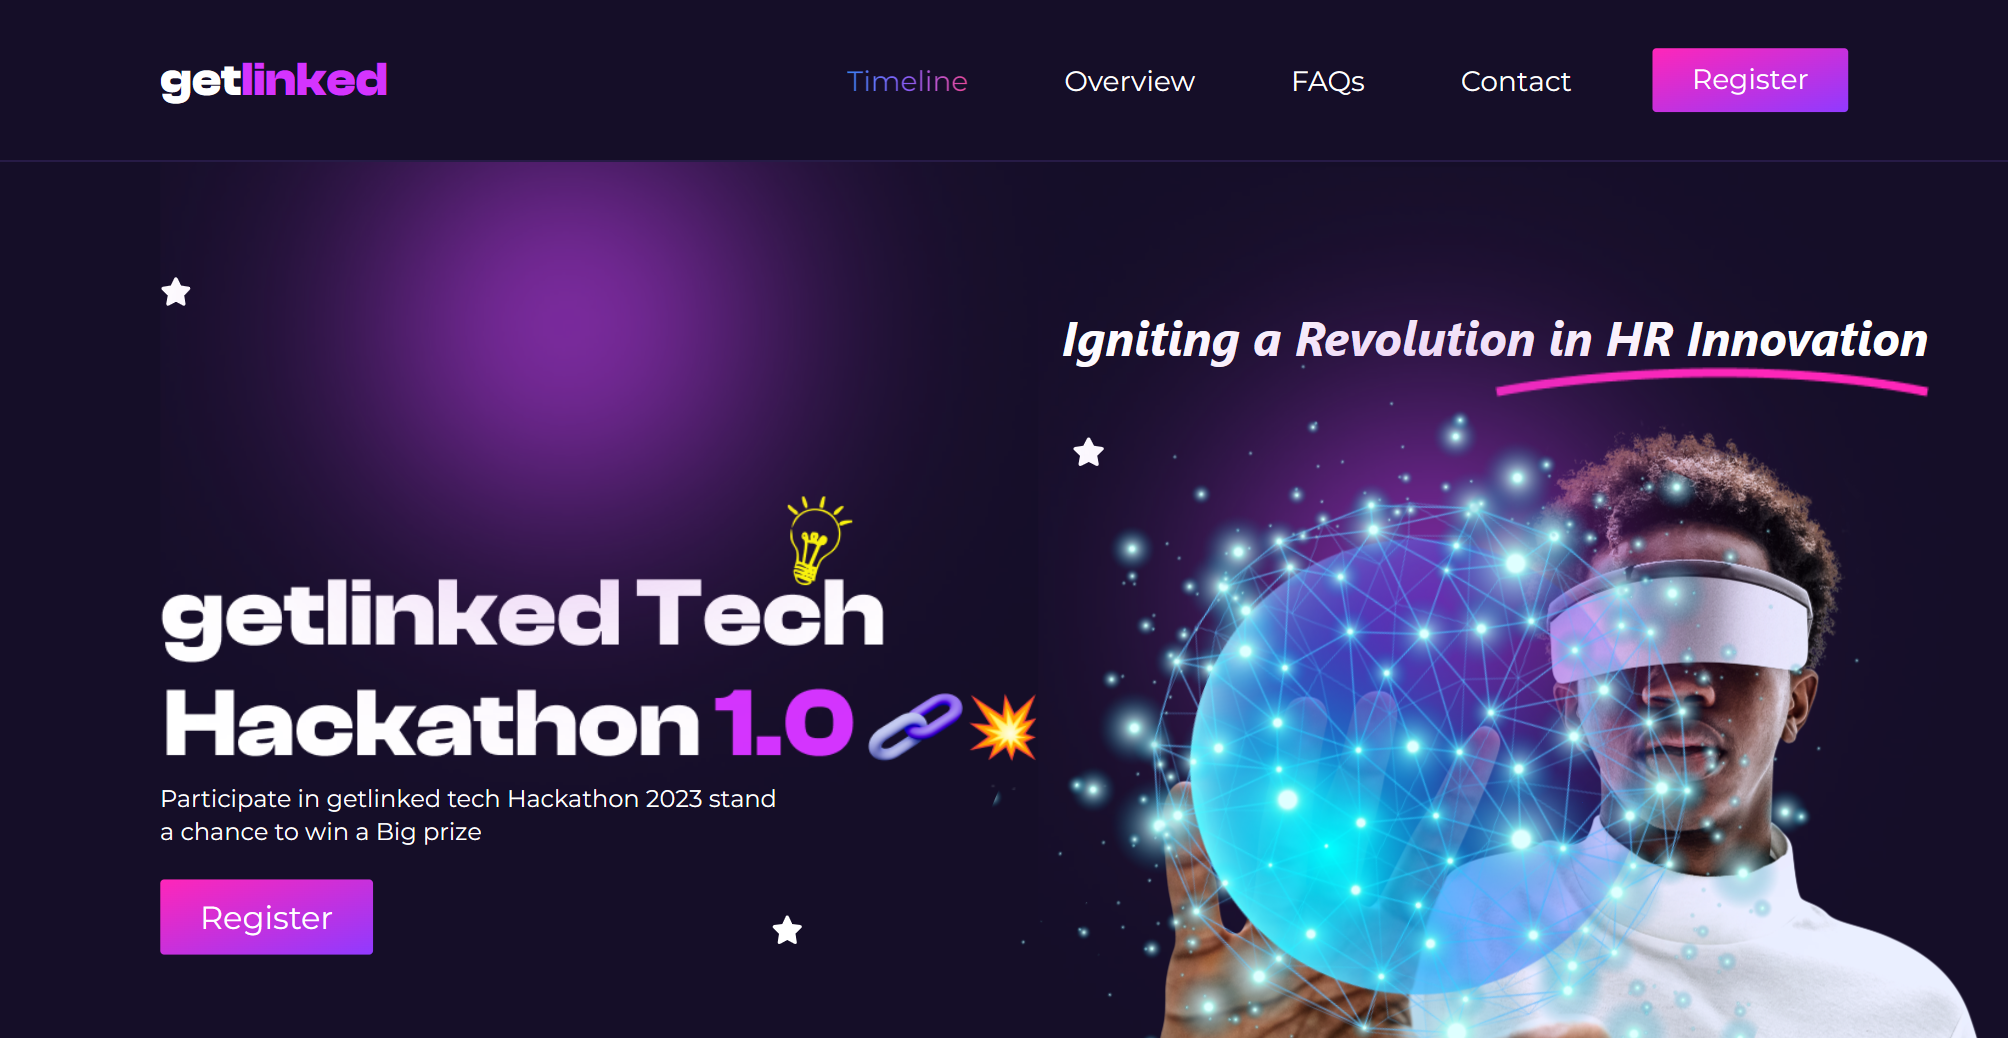 getlinked
Timeline
Overview
FAQs
Contact
Register
Igniting a Revolution in HR Innovation
getlinked Tech
Hackathon 1.0 🔗💥
Participate in getlinked tech Hackathon 2023 stand
a chance to win a Big prize
Register